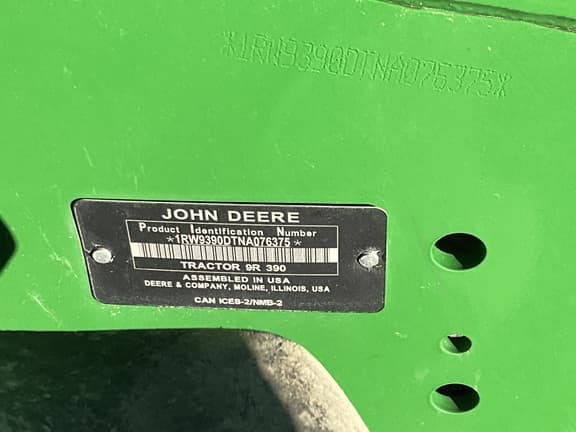 *1RW9390DTNA076375*
JOHN DEERE
Product Identification Number
*1RW9390DTNA076375*
TRACTOR 9R 390
ASSEMBLED IN USA
DEERE & COMPANY, MOLINE, ILLINOIS, USA
CAN ICES-2/NMB-2